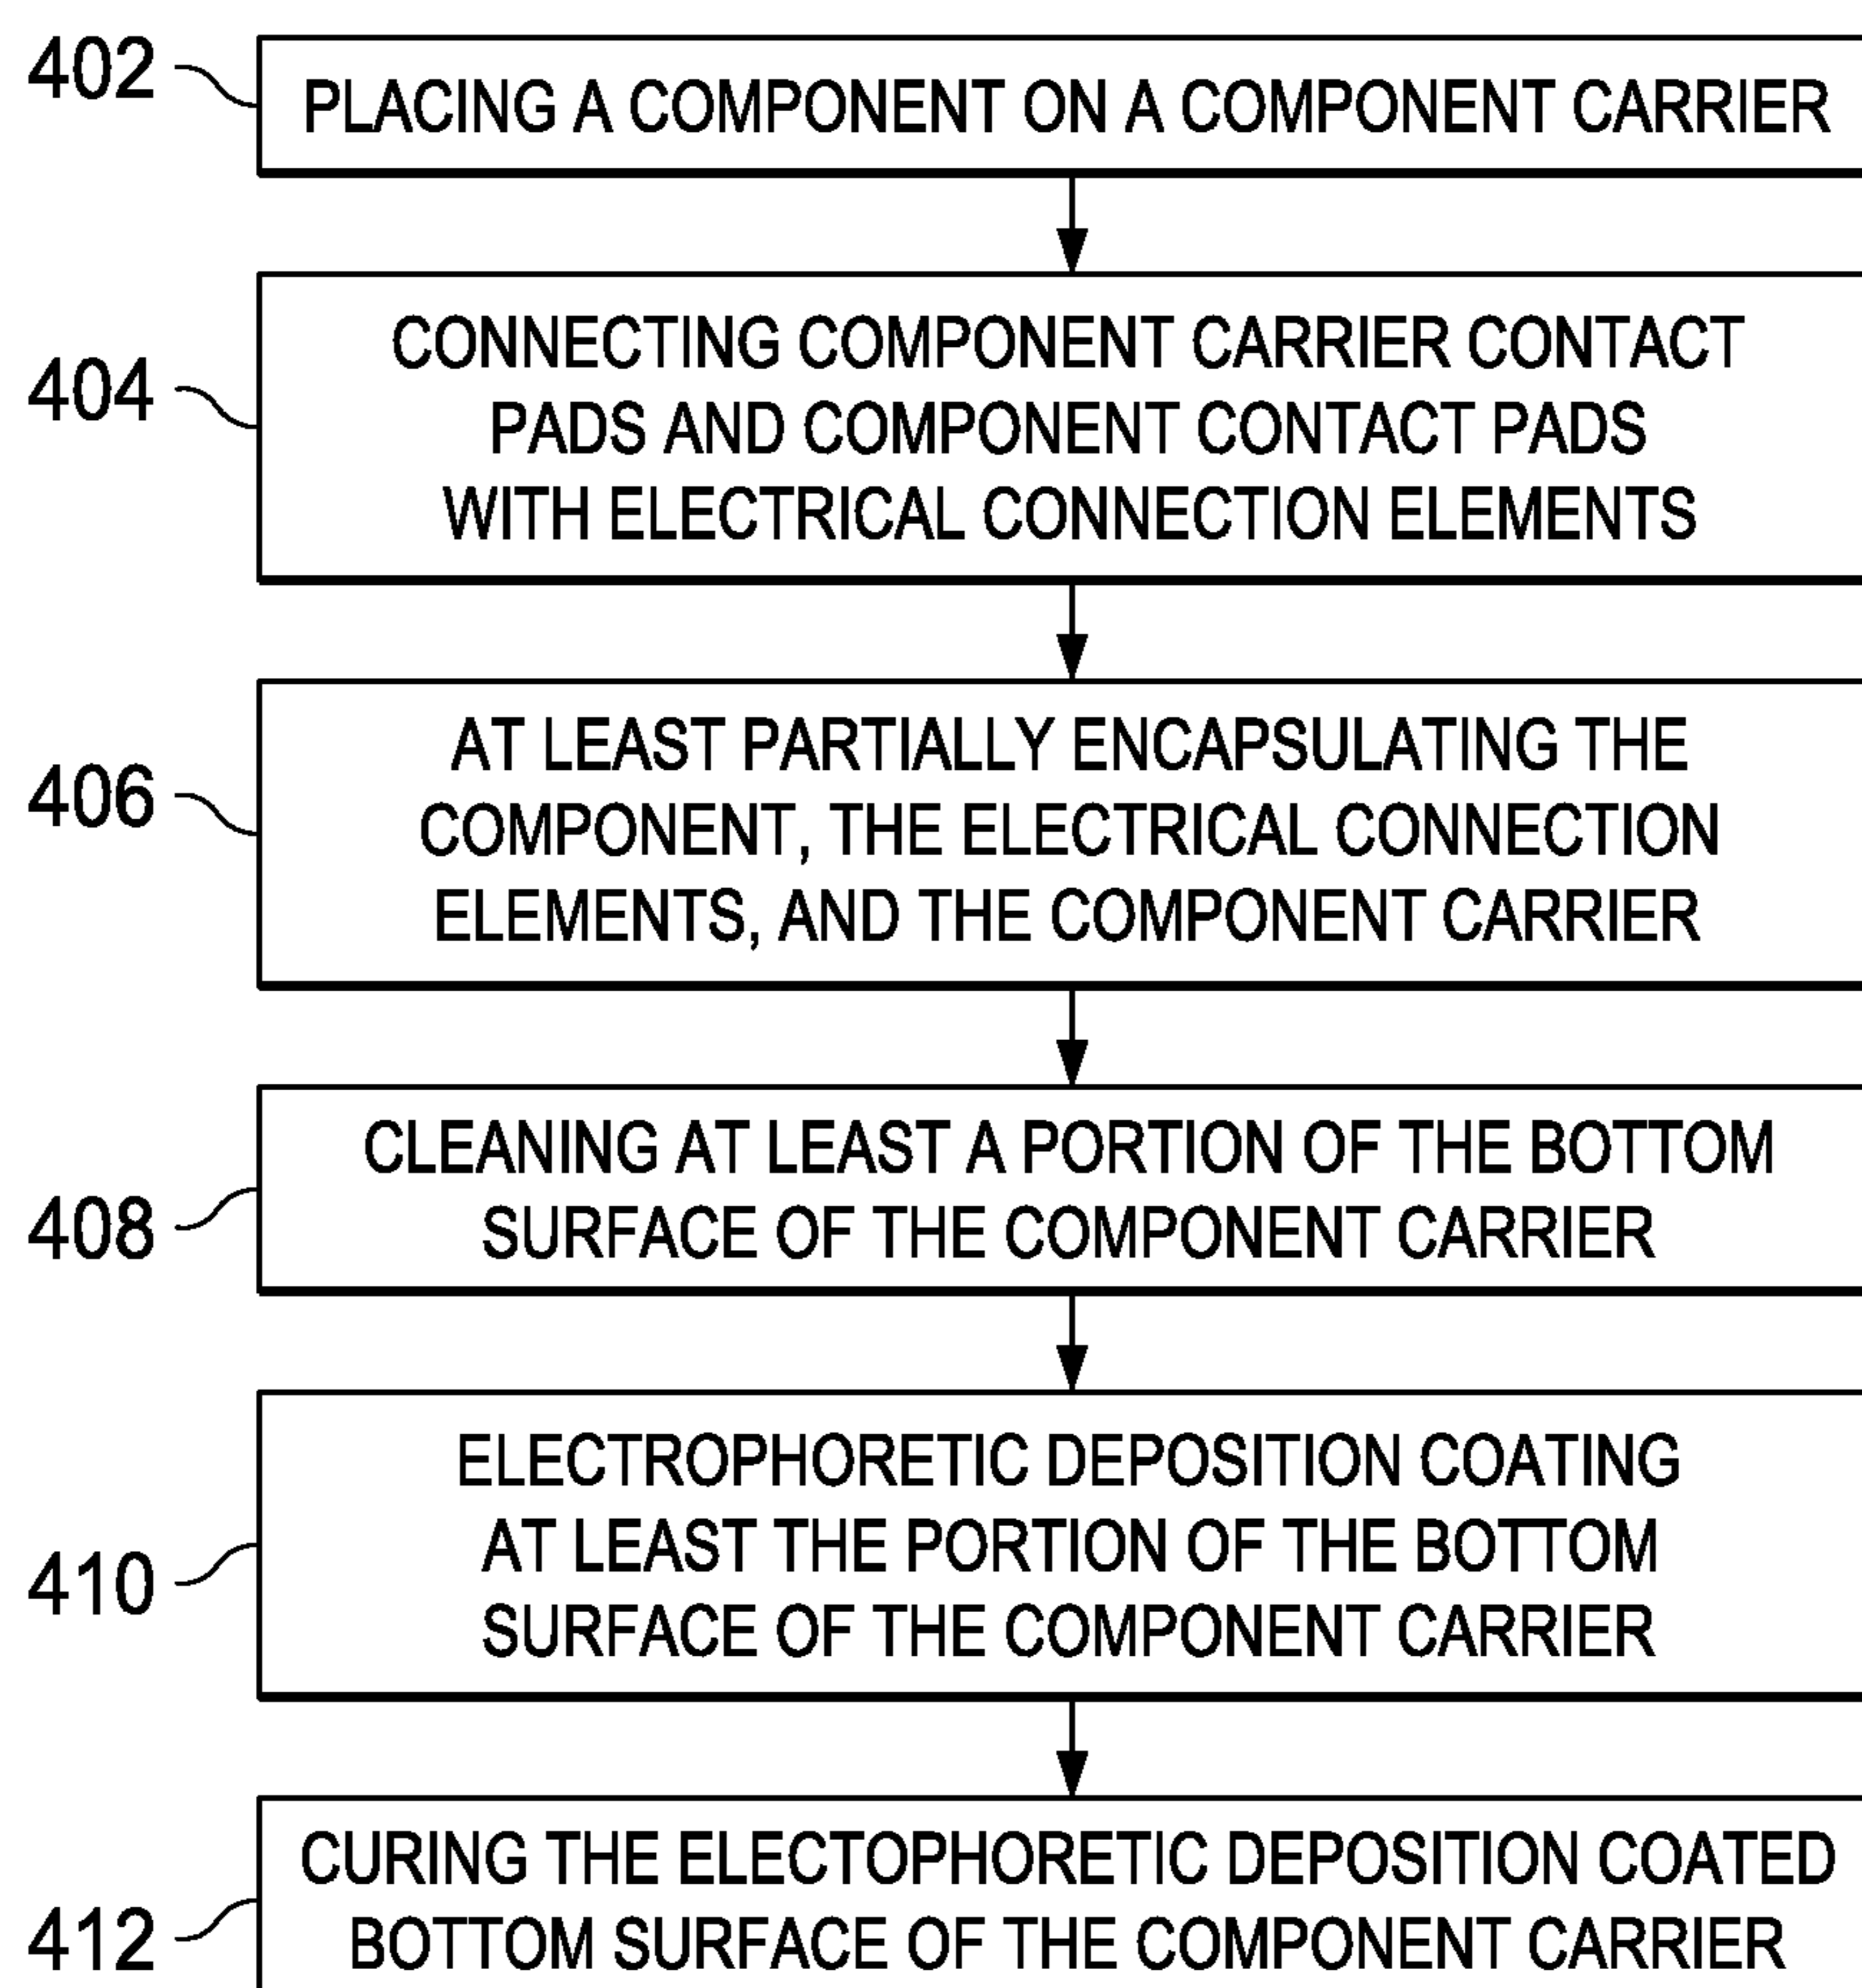 402
PLACING A COMPONENT ON A COMPONENT CARRIER
404
CONNECTING COMPONENT CARRIER CONTACT
PADS AND COMPONENT CONTACT PADS
WITH ELECTRICAL CONNECTION ELEMENTS
406
AT LEAST PARTIALLY ENCAPSULATING THE
COMPONENT, THE ELECTRICAL CONNECTION
ELEMENTS, AND THE COMPONENT CARRIER
408
CLEANING AT LEAST A PORTION OF THE BOTTOM
SURFACE OF THE COMPONENT CARRIER
410
ELECTROPHORETIC DEPOSITION COATING
AT LEAST THE PORTION OF THE BOTTOM
SURFACE OF THE COMPONENT CARRIER
412
CURING THE ELECTOPHORETIC DEPOSITION COATED
BOTTOM SURFACE OF THE COMPONENT CARRIER